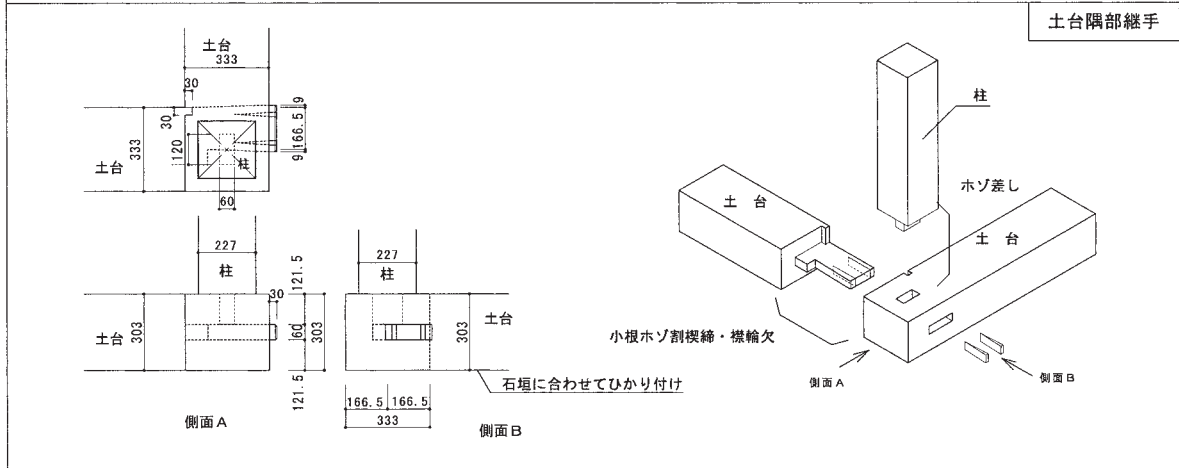 土台隅部継手
土台
333
30
30
333
120
土台
柱
60
9
166.5
9
227
柱
121.5
30
土台
303
60
303
121.5
側面A
227
柱
土台
303
166.5 166.5
333
石垣に合わせてひかり付け
側面B
柱
ホゾ差し
土 台
土 台
小根ホゾ割楔締・襟輪欠
側面A
側面B